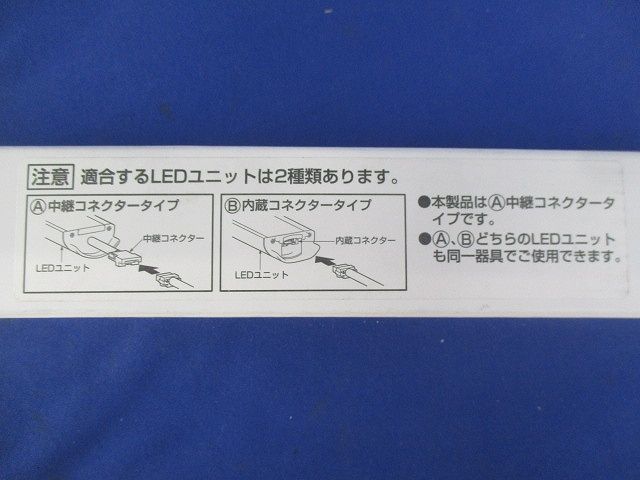 注意 適合するLEDユニットは2種類あります。
Ⓐ中継コネクタータイプ
中継コネクター
LEDユニット
Ⓑ内蔵コネクタータイプ
内蔵コネクター
LEDユニット
●本製品はⒶ中継コネクタータ
イプです。
●Ⓐ、ⒷどちらのLEDユニット
も同一器具でご使用できます。